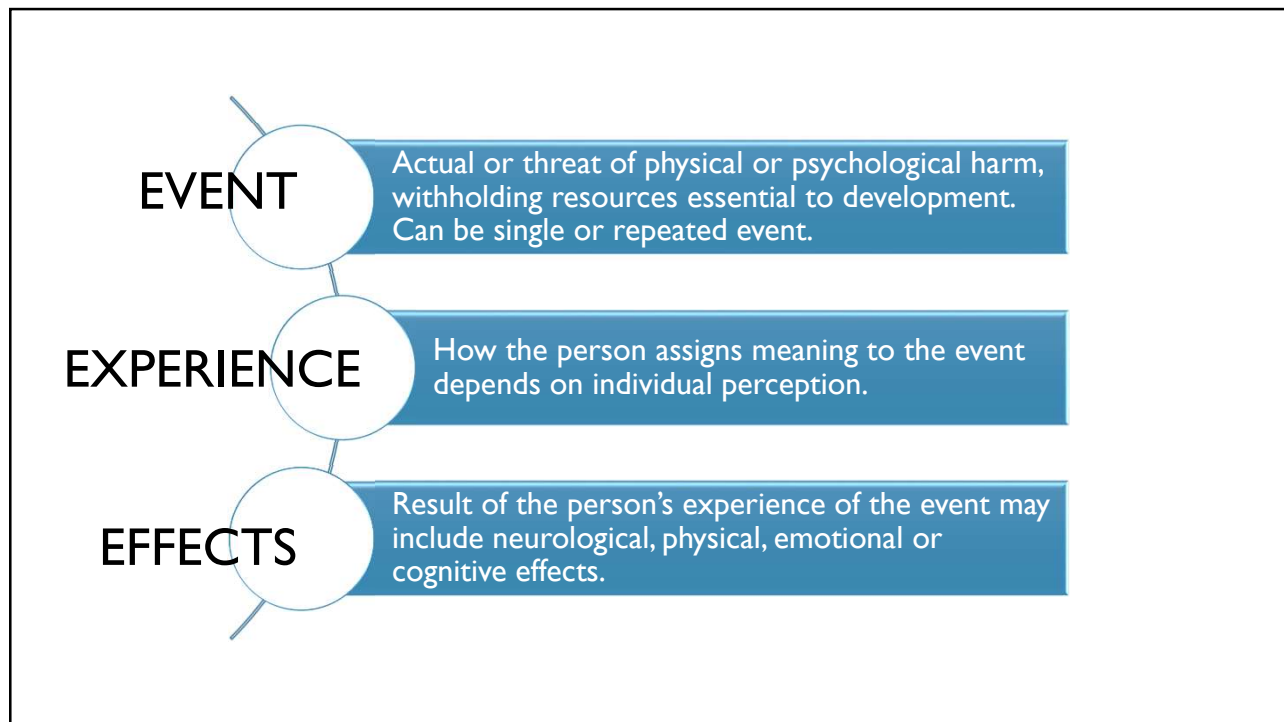 EVENT
Actual or threat of physical or psychological harm,
withholding resources essential to development.
Can be single or repeated event.
EXPERIENCE
How the person assigns meaning to the event
depends on individual perception.
EFFECTS
Result of the person’s experience of the event may
include neurological, physical, emotional or
cognitive effects.